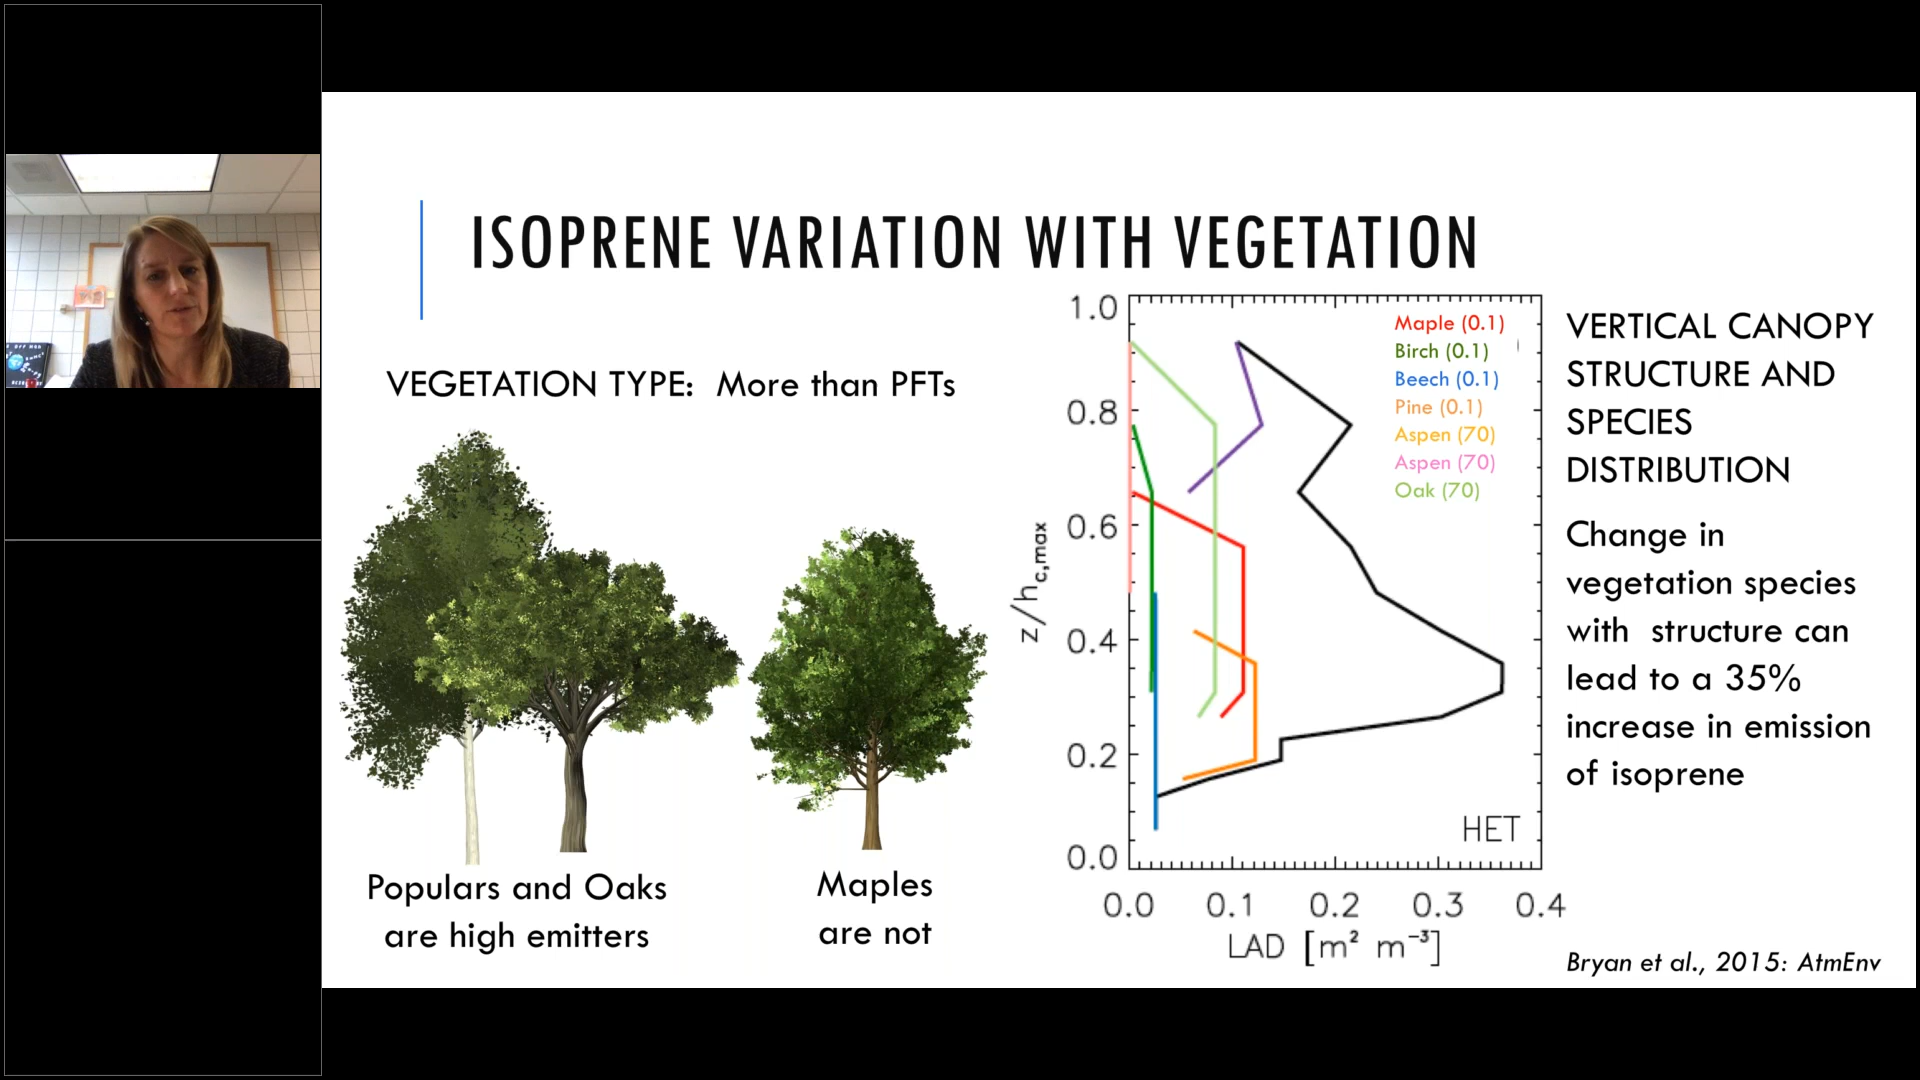 ISOPRENE VARIATION WITH VEGETATION
VEGETATION TYPE: More than PFTs
Populars and Oaks
are high emitters
Maples
are not
1.0
0.8
0.6
0.4
0.2
0.0
z/hc,max
Maple (0.1)
Birch (0.1)
Beech (0.1)
Pine (0.1)
Aspen (70)
Aspen (70)
Oak (70)
HET
0.0 0.1 0.2 0.3 0.4
LAD [m² m⁻³]
VERTICAL CANOPY
STRUCTURE AND
SPECIES
DISTRIBUTION
Change in
vegetation species
with structure can
lead to a 35%
increase in emission
of isoprene
Bryan et al., 2015: AtmEnv